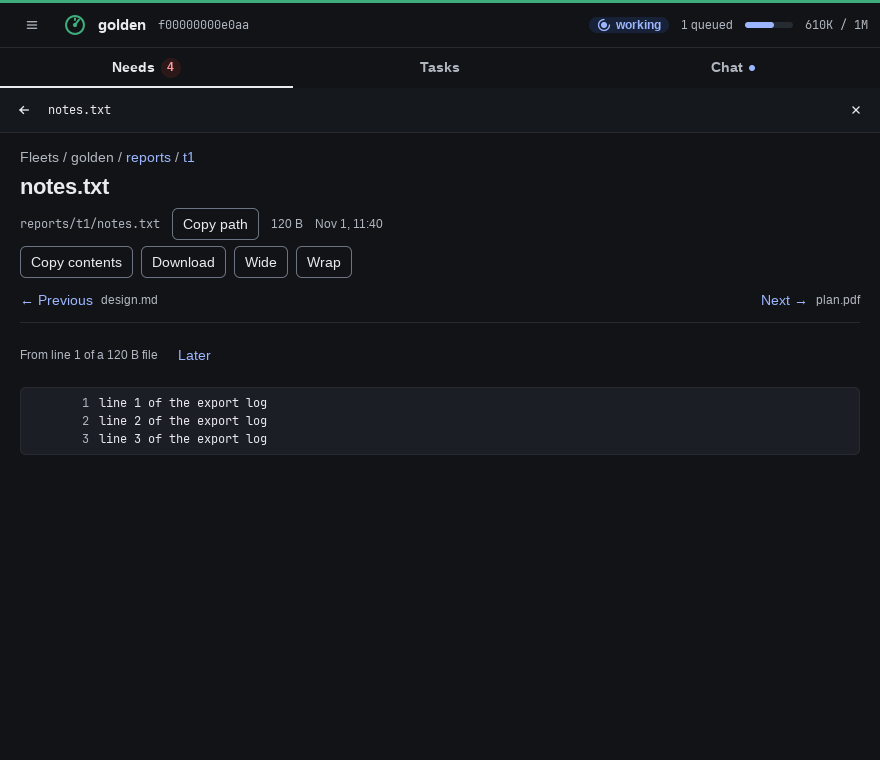 golden f00000000e0aa working 1 queued 610K / 1M
Needs 4 Tasks Chat
notes.txt
Fleets / golden / reports / t1
notes.txt
reports/t1/notes.txt Copy path 120 B Nov 1, 11:40
Copy contents Download Wide Wrap
← Previous design.md Next → plan.pdf
From line 1 of a 120 B file Later
1 line 1 of the export log
2 line 2 of the export log
3 line 3 of the export log